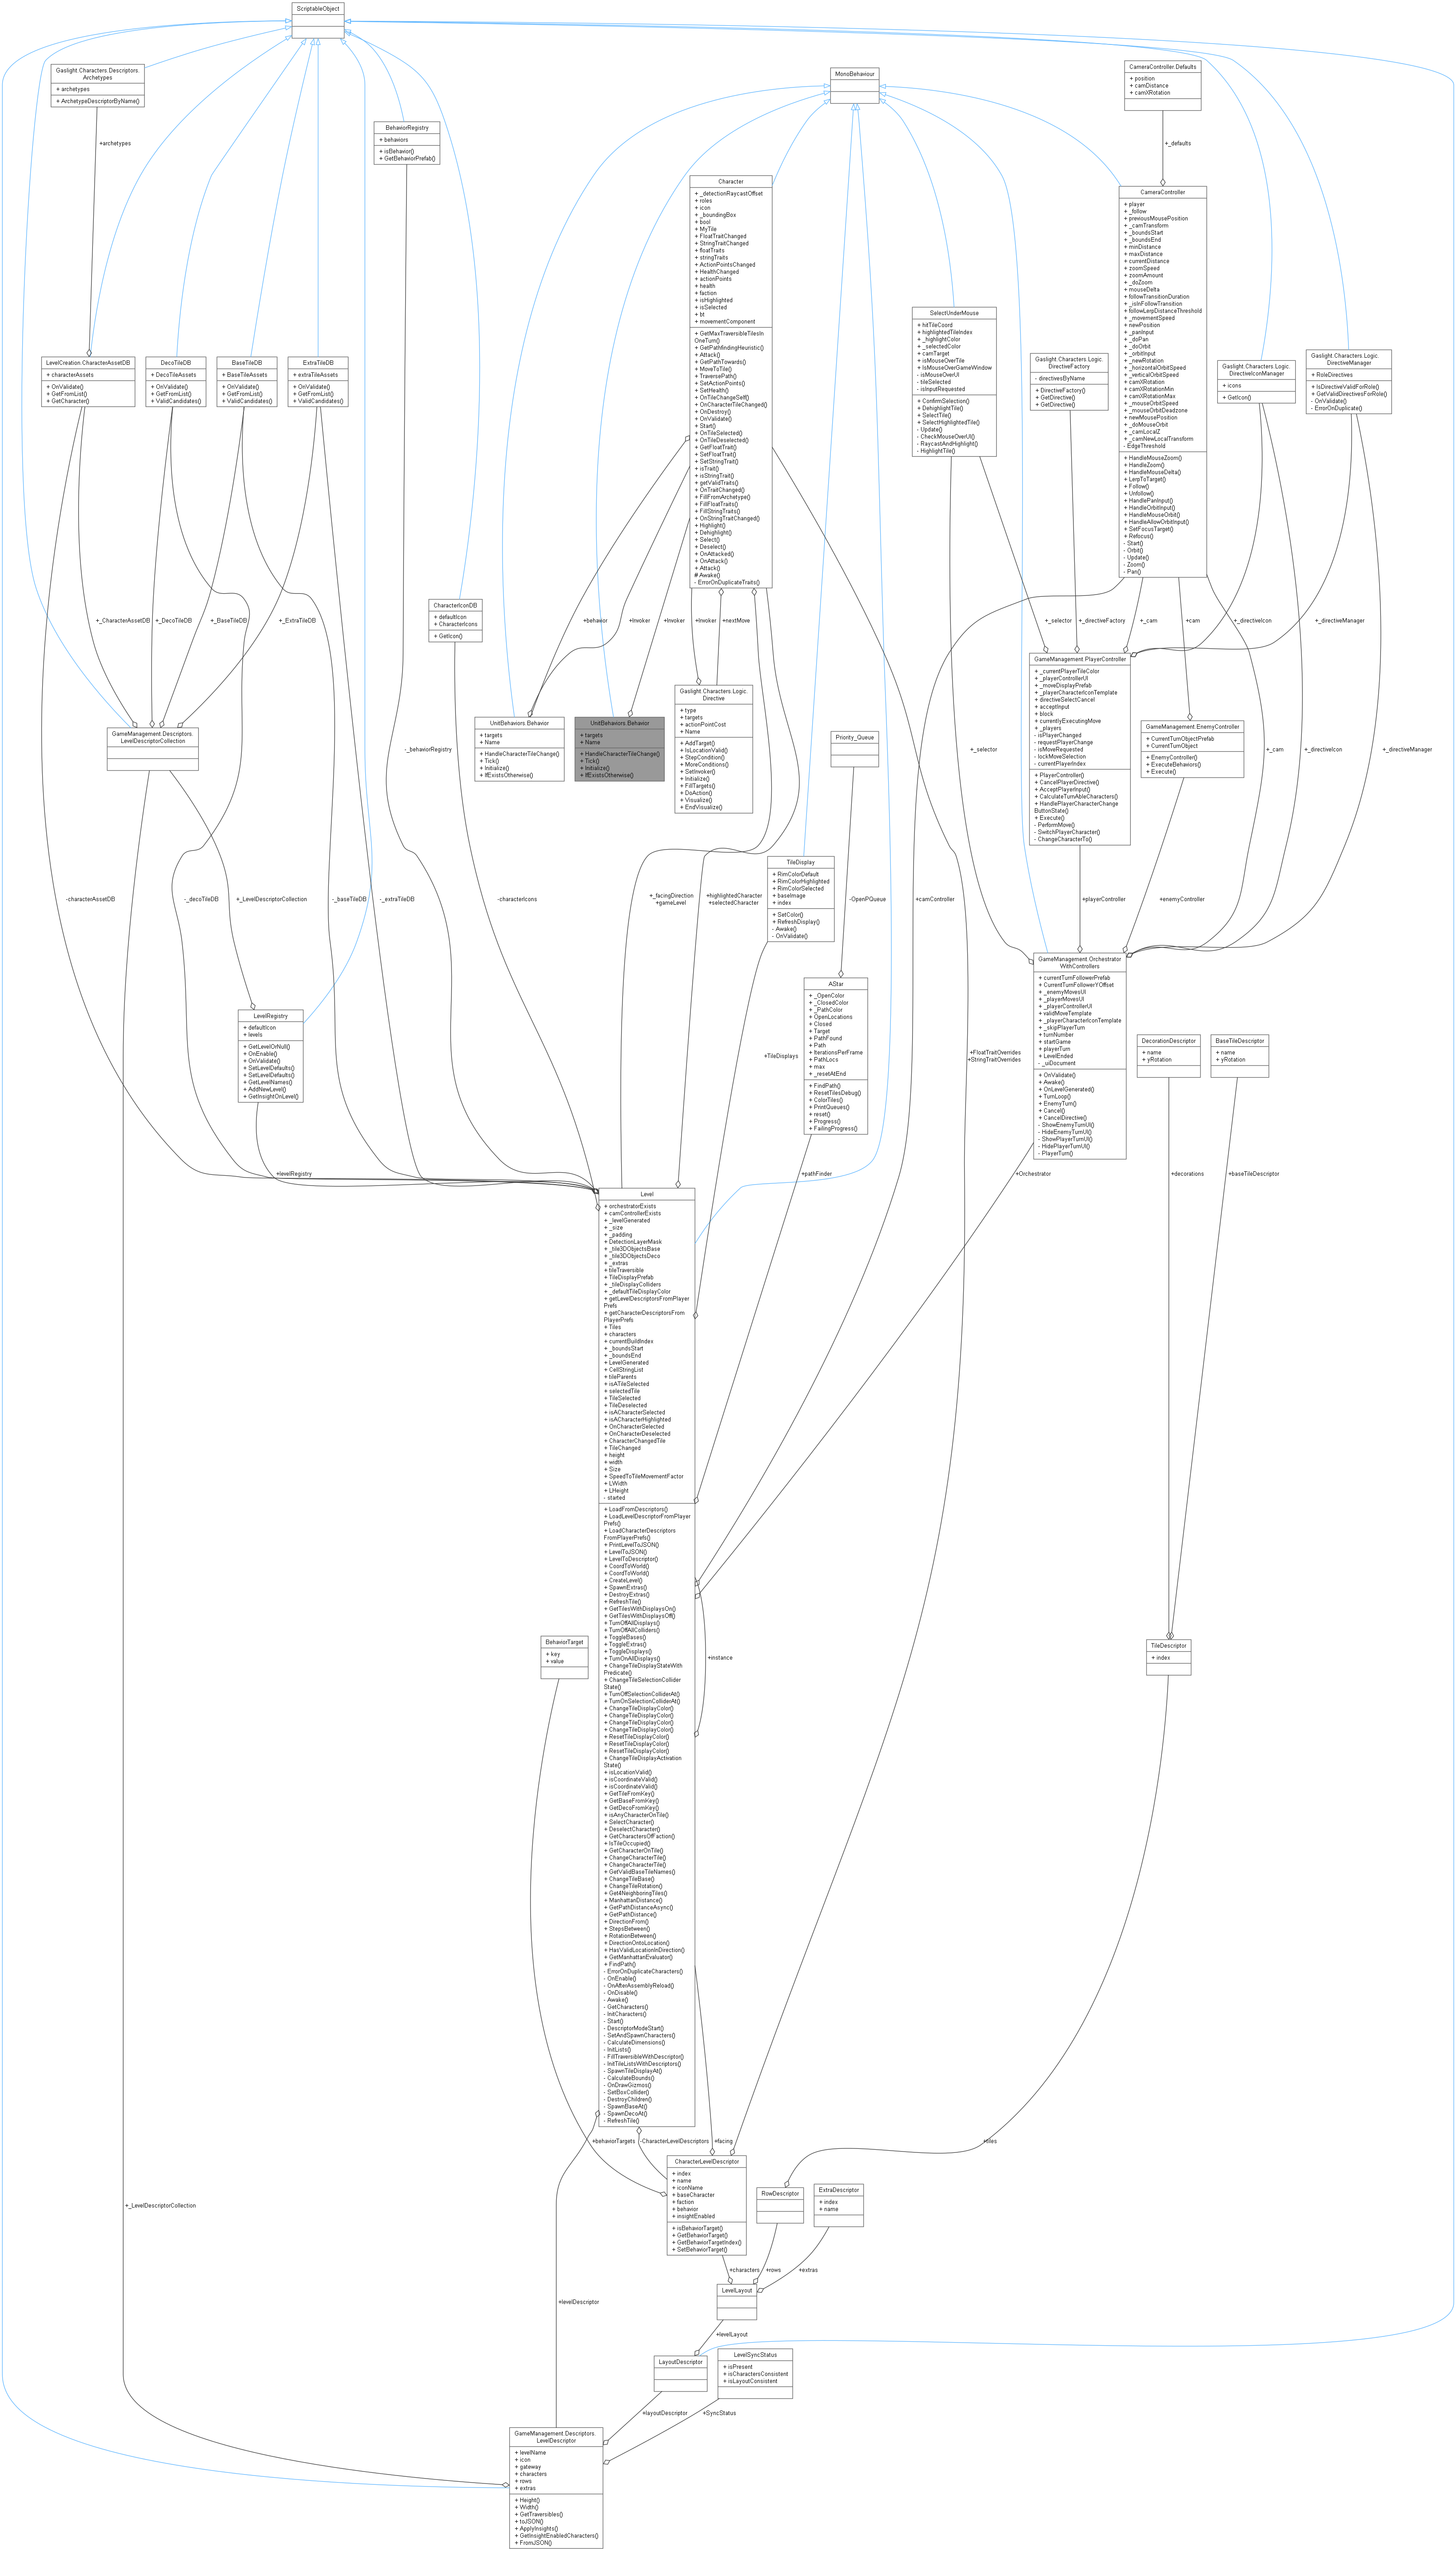 ScriptableObject
MonoBehaviour
CameraController.Defaults
+ position
+ camDistance
+ camXRotation
Gaslight.Characters.Descriptors.
Archetypes
+ archetypes
+ ArchetypeDescriptorByName()
BehaviorRegistry
+ behaviors
+ isBehavior()
+ GetBehaviorPrefab()
+archetypes
+_defaults
Character
+ _detectionRaycastOffset
+ roles
+ icon
+ _boundingBox
+ bool
+ MyTile
+ FloatTraitChanged
+ StringTraitChanged
+ floatTraits
+ stringTraits
+ ActionPointsChanged
+ HealthChanged
+ actionPoints
+ health
+ faction
+ isHighlighted
+ isSelected
+ bt
+ movementComponent
+ GetMaxTraversibleTilesIn
OneTurn()
+ GetPathfindingHeuristic()
+ Attack()
+ GetPathTowards()
+ MoveToTile()
+ TraversePath()
+ SetActionPoints()
+ SetHealth()
+ OnTileChangeSelf()
+ OnCharacterTileChanged()
+ OnDestroy()
+ OnValidate()
+ Start()
+ OnTileSelected()
+ OnTileDeselected()
+ GetFloatTrait()
+ SetFloatTrait()
+ SetStringTrait()
+ isTrait()
+ isStringTrait()
+ getValidTraits()
+ OnTraitChanged()
+ FillFromArchetype()
+ FillFloatTraits()
+ FillStringTraits()
+ OnStringTraitChanged()
+ Highlight()
+ Dehighlight()
+ Select()
+ Deselect()
+ OnAttacked()
+ OnAttack()
+ Attack()
# Awake()
- ErrorOnDuplicateTraits()
CameraController
+ player
+ _follow
+ previousMousePosition
+ _camTransform
+ _boundsStart
+ _boundsEnd
+ minDistance
+ maxDistance
+ currentDistance
+ zoomSpeed
+ zoomAmount
+ _doZoom
+ mouseDelta
+ followTransitionDuration
+ _isInFollowTransition
+ followLerpDistanceThreshold
+ _movementSpeed
+ newPosition
+ _panInput
+ _doPan
+ _doOrbit
+ _orbitInput
+ _newRotation
+ _horizontalOrbitSpeed
+ _verticalOrbitSpeed
+ camXRotation
+ camXRotationMin
+ camXRotationMax
+ _mouseOrbitSpeed
+ _mouseOrbitDeadzone
+ newMousePosition
+ _doMouseOrbit
+ _camLocalZ
+ _camNewLocalTransform
- EdgeThreshold
+ HandleMouseZoom()
+ HandleZoom()
+ HandleMouseDelta()
+ LerpToTarget()
+ Follow()
+ Unfollow()
+ HandlePanInput()
+ HandleOrbitInput()
+ HandleMouseOrbit()
+ HandleAllowOrbitInput()
+ SetFocusTarget()
+ Refocus()
- Start()
- Orbit()
- Update()
- Zoom()
- Pan()
SelectUnderMouse
+ hitTileCoord
+ highlightedTileIndex
+ _highlightColor
+ _selectedColor
+ camTarget
+ isMouseOverTile
+ IsMouseOverGameWindow
- isMouseOverUI
- tileSelected
- isInputRequested
+ ConfirmSelection()
+ DehighlightTile()
+ SelectTile()
+ SelectHighlightedTile()
- Update()
- CheckMouseOverUI()
- RaycastAndHighlight()
- HighlightTile()
Gaslight.Characters.Logic.
DirectiveFactory
- directivesByName
+ DirectiveFactory()
+ GetDirective()
+ GetDirective()
Gaslight.Characters.Logic.
DirectiveIconManager
+ icons
+ GetIcon()
Gaslight.Characters.Logic.
DirectiveManager
+ RoleDirectives
+ IsDirectiveValidForRole()
+ GetValidDirectivesForRole()
- OnValidate()
- ErrorOnDuplicate()
LevelCreation.CharacterAssetDB
+ characterAssets
+ OnValidate()
+ GetFromList()
+ GetCharacter()
DecoTileDB
+ DecoTileAssets
+ OnValidate()
+ GetFromList()
+ ValidCandidates()
BaseTileDB
+ BaseTileAssets
+ OnValidate()
+ GetFromList()
+ ValidCandidates()
ExtraTileDB
+ extraTileAssets
+ OnValidate()
+ GetFromList()
+ ValidCandidates()
CharacterIconDB
+ defaultIcon
+ CharacterIcons
+ GetIcon()
+_CharacterAssetDB
+_DecoTileDB
+_BaseTileDB
+_ExtraTileDB
+behavior
+Invoker
+Invoker
+Invoker
+nextMove
+_selector
+_directiveFactory
+_cam
+cam
+_directiveIcon
+_directiveManager
GameManagement.Descriptors.
LevelDescriptorCollection
UnitBehaviors.Behavior
+ targets
+ Name
+ HandleCharacterTileChange()
+ Tick()
+ Initialize()
+ IfExistsOtherwise()
UnitBehaviors.Behavior
+ targets
+ Name
+ HandleCharacterTileChange()
+ Tick()
+ Initialize()
+ IfExistsOtherwise()
Gaslight.Characters.Logic.
Directive
+ type
+ targets
+ actionPointCost
+ Name
+ AddTarget()
+ IsLocationValid()
+ StepCondition()
+ MoreConditions()
+ SetInvoker()
+ Initialize()
+ FillTargets()
+ DoAction()
+ Visualize()
+ EndVisualize()
Priority_Queue
GameManagement.PlayerController
+ _currentPlayerTileColor
+ _playerControllerUI
+ _moveDisplayPrefab
+ _playerCharacterIconTemplate
+ directiveSelectCancel
+ acceptInput
+ block
+ currentlyExecutingMove
+ _players
- isPlayerChanged
- requestPlayerChange
- isMoveRequested
- lockMoveSelection
- currentPlayerIndex
+ PlayerController()
+ CancelPlayerDirective()
+ AcceptPlayerInput()
+ CalculateTurnAbleCharacters()
+ HandlePlayerCharacterChange
ButtonState()
+ Execute()
- PerformMove()
- SwitchPlayerCharacter()
- ChangeCharacterTo()
GameManagement.EnemyController
+ CurrentTurnObjectPrefab
+ CurrentTurnObject
+ EnemyController()
+ ExecuteBehaviors()
+ Execute()
-_behaviorRegistry
+_selector
+_cam
+_directiveIcon
+_directiveManager
-characterAssetDB
-_decoTileDB
+_LevelDescriptorCollection
-_baseTileDB
-_extraTileDB
-characterIcons
+_facingDirection
+gameLevel
+highlightedCharacter
+selectedCharacter
TileDisplay
+ RimColorDefault
+ RimColorHighlighted
+ RimColorSelected
+ baseImage
+ index
+ SetColor()
+ RefreshDisplay()
- Awake()
- OnValidate()
-OpenPQueue
+camController
+playerController
+enemyController
AStar
+ _OpenColor
+ _ClosedColor
+ _PathColor
+ OpenLocations
+ Closed
+ Target
+ PathFound
+ Path
+ IterationsPerFrame
+ PathLoco
+ max
+ _resetAtEnd
+ FindPath()
+ ResetTilesDebug()
+ ColorTiles()
+ PrintQueues()
+ reset()
+ Progress()
+ FailingProgress()
GameManagement.Orchestrator
WithControllers
+ currentTurnFollowerPrefab
+ CurrentTurnFollowerYOffset
+ _enemyMovesUI
+ _playerMovesUI
+ _playerControllerUI
+ validMoveTemplate
+ _playerCharacterIconTemplate
+ _skipPlayerTurn
+ turnNumber
+ startGame
+ playerTurn
+ LevelEnded
- _uiDocument
+ OnValidate()
+ Awake()
+ OnLevelGenerated()
+ TurnLoop()
+ EnemyTurn()
+ Cancel()
+ CancelDirective()
- ShowEnemyTurnUI()
- HideEnemyTurnUI()
- ShowPlayerTurnUI()
- HidePlayerTurnUI()
- PlayerTurn()
LevelRegistry
+ defaultIcon
+ levels
+ GetLevelOrNull()
+ OnEnable()
+ OnValidate()
+ SetLevelDefaults()
+ SetLevelDefaults()
+ GetLevelNames()
+ AddNewLevel()
+ GetInsightOnLevel()
DecorationDescriptor
+ name
+ yRotation
BaseTileDescriptor
+ name
+ yRotation
+TileDisplays
+FloatTraitOverrides
+StringTraitOverrides
+levelRegistry
+pathFinder
+Orchestrator
+decorations
+baseTileDescriptor
Level
+ orchestratorExists
+ camControllerExists
+ _levelGenerated
+ _size
+ _padding
+ DetectionLayerMask
+ _tile3DObjectsBase
+ _tile3DObjectsDeco
+ _extras
+ tileTraversible
+ TileDisplayPrefab
+ _tileDisplayColliders
+ _defaultTileDisplayColor
+ getLevelDescriptorsFromPlayer
Prefs
+ getCharacterDescriptorsFrom
PlayerPrefs
+ Tiles
+ characters
+ currentBuildIndex
+ _boundsStart
+ _boundsEnd
+ LevelGenerated
+ CellStringList
+ tileParents
+ isATileSelected
+ selectedTile
+ TileSelected
+ TileDeselected
+ isACharacterSelected
+ isACharacterHighlighted
+ OnCharacterSelected
+ OnCharacterDeselected
+ CharacterChangedTile
+ TileChanged
+ height
+ width
+ Size
+ SpeedToTileMovementFactor
+ LWidth
+ LHeight
- started
+ LoadFromDescriptors()
+ LoadLevelDescriptorFromPlayer
Prefs()
+ LoadCharacterDescriptors
FromPlayerPrefs()
+ PrintLevelToJSON()
+ LevelToJSON()
+ LevelToDescriptor()
+ CoordToWorld()
+ CoordToWorld()
+ CreateLevel()
+ SpawnExtras()
+ DestroyExtras()
+ RefreshTile()
+ GetTilesWithDisplaysOn()
+ GetTilesWithDisplaysOff()
+ TurnOffAllDisplays()
+ TurnOffAllColliders()
+ ToggleBases()
+ ToggleExtras()
+ ToggleDisplays()
+ TurnOnAllDisplays()
+ ChangeTileDisplayStateWith
Predicate()
+ ChangeTileSelectionCollider
State()
+ TurnOffSelectionColliderAt()
+ TurnOnSelectionColliderAt()
+ ChangeTileDisplayColor()
+ ChangeTileDisplayColor()
+ ChangeTileDisplayColor()
+ ChangeTileDisplayColor()
+ ResetTileDisplayColor()
+ ResetTileDisplayColor()
+ ResetTileDisplayColor()
+ ChangeTileDisplayActivation
State()
+ isLocationValid()
+ isCoordinateValid()
+ isCoordinateValid()
+ GetTileFromKey()
+ GetBaseFromKey()
+ GetDecoFromKey()
+ isAnyCharacterOnTile()
+ SelectCharacter()
+ DeselectCharacter()
+ GetCharactersOfFaction()
+ IsTileOccupied()
+ GetCharacterOnTile()
+ ChangeCharacterTile()
+ ChangeCharacterTile()
+ GetValidBaseTileNames()
+ ChangeTileBase()
+ ChangeTileRotation()
+ Get4NeighboringTiles()
+ ManhattanDistance()
+ GetPathDistanceAsync()
+ GetPathDistance()
+ DirectionFrom()
+ StepsBetween()
+ RotationBetween()
+ DirectionOntoLocation()
+ HasValidLocationInDirection()
+ GetManhattanEvaluator()
+ FindPath()
- ErrorOnDuplicateCharacters()
- OnEnable()
- OnAfterAssemblyReload()
- OnDisable()
- Awake()
- GetCharacters()
- InitCharacters()
- Start()
- DescriptorModeStart()
- SetAndSpawnCharacters()
- CalculateDimensions()
- InitLists()
- FillTraversibleWithDescriptor()
- InitTileListsWithDescriptors()
- SpawnTileDisplayAt()
- CalculateBounds()
- OnDrawGizmos()
- SetBoxCollider()
- DestroyChildren()
- SpawnBaseAt()
- SpawnDecoAt()
- RefreshTile()
+instance
BehaviorTarget
+ key
+ value
TileDescriptor
+ index
+behaviorTargets
-CharacterLevelDescriptors
+facing
+tiles
CharacterLevelDescriptor
+ index
+ name
+ iconName
+ baseCharacter
+ faction
+ behavior
+ insightEnabled
+ isBehaviorTarget()
+ GetBehaviorTarget()
+ GetBehaviorTargetIndex()
+ SetBehaviorTarget()
RowDescriptor
ExtraDescriptor
+ index
+ name
+_LevelDescriptorCollection
+characters
+rows
+extras
LevelLayout
+levelDescriptor
+levelLayout
LayoutDescriptor
LevelSyncStatus
+ isPresent
+ isCharactersConsistent
+ isLayoutConsistent
+layoutDescriptor
+SyncStatus
GameManagement.Descriptors.
LevelDescriptor
+ levelName
+ icon
+ gateway
+ characters
+ rows
+ extras
+ Height()
+ Width()
+ GetTraversibles()
+ toJSON()
+ ApplyInsights()
+ GetInsightEnabledCharacters()
+ FromJSON()